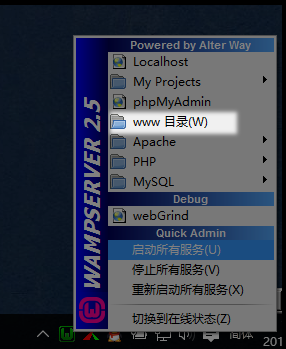 Powered by Alter Way
Localhost
My Projects
phpMyAdmin
www 目录(W)
Apache
PHP
MySQL
Debug
webGrind
Quick Admin
启动所有服务(U)
停止所有服务(V)
重新启动所有服务(X)
切换到在线状态(Z)
WAMPSERVER 2.5
简体
201